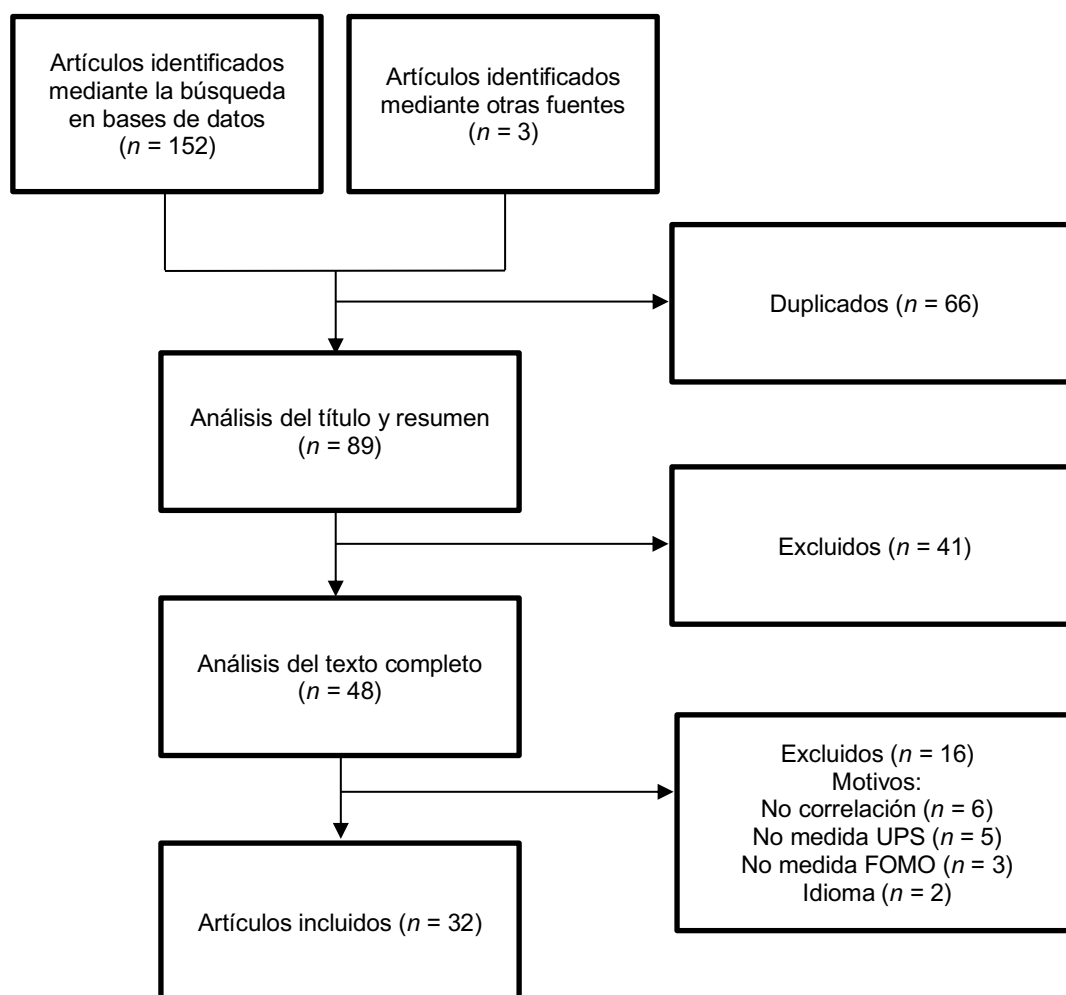 Artículos identificados
mediante la búsqueda
en bases de datos
(n = 152)
Artículos identificados
mediante otras fuentes
(n = 3)
Duplicados (n = 66)
Análisis del título y resumen
(n = 89)
Excluidos (n = 41)
Análisis del texto completo
(n = 48)
Excluidos (n = 16)
Motivos:
No correlación (n = 6)
No medida UPS (n = 5)
No medida FOMO (n = 3)
Idioma (n = 2)
Artículos incluidos (n = 32)